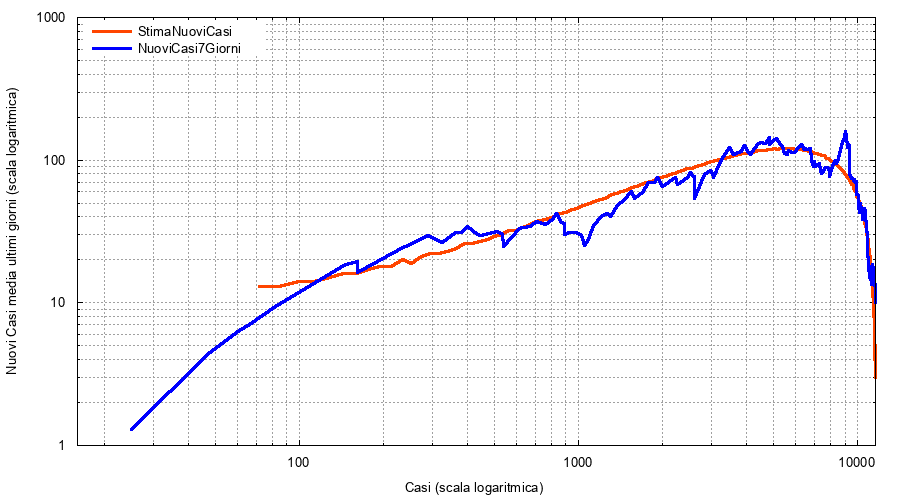 1000
100
10
1
StimaNuoviCasi
NuoviCasi7Giorni
Nuovi Casi media ultimi giorni (scala logaritmica)
100
1000
10000
Casi (scala logaritmica)